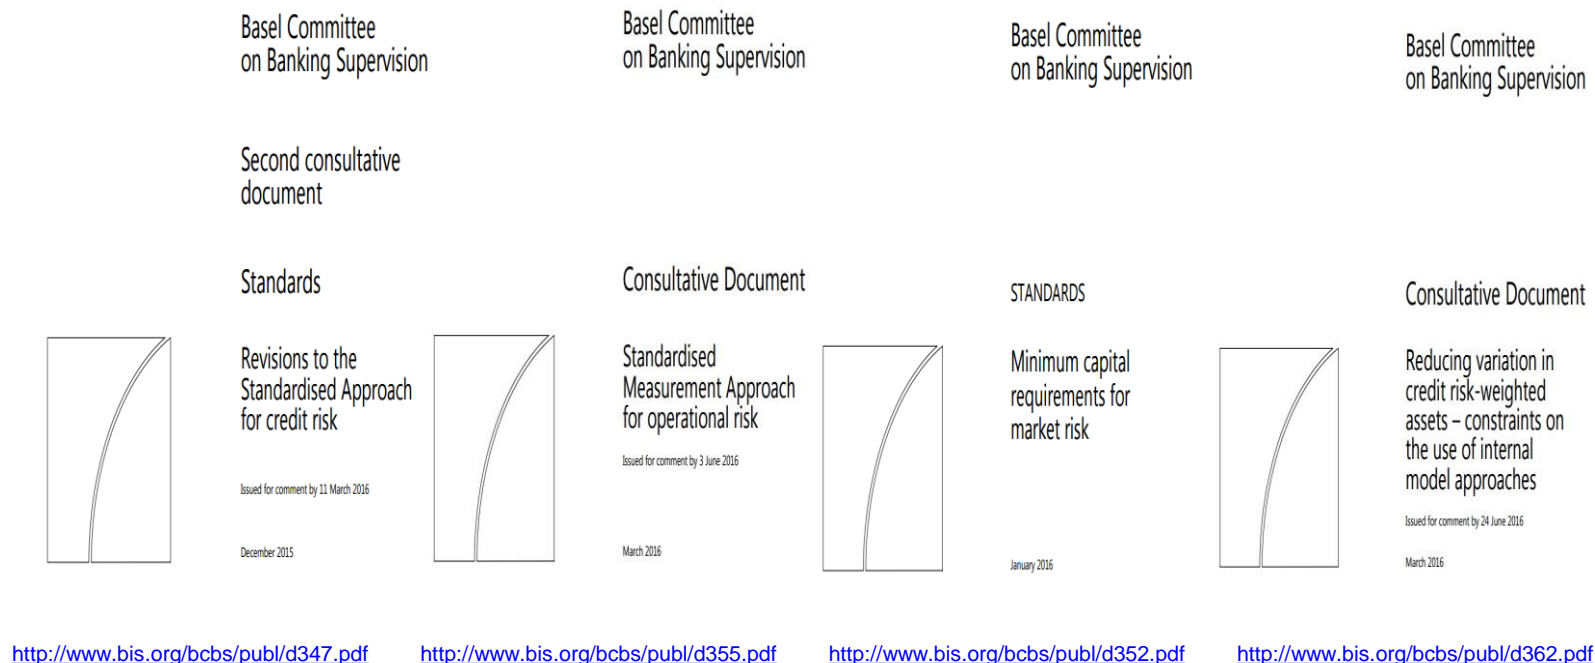 Basel Committee
on Banking Supervision
Second consultative
document
Standards
Revisions to the
Standardised Approach
for credit risk
Issued for comment by 11 March 2016
December 2015
http://www.bis.org/bcbs/publ/d347.pdf
Basel Committee
on Banking Supervision
Consultative Document
Standardised
Measurement Approach
for operational risk
Issued for comment by 3 June 2016
March 2016
http://www.bis.org/bcbs/publ/d355.pdf
Basel Committee
on Banking Supervision
STANDARDS
Minimum capital
requirements for
market risk
January 2016
http://www.bis.org/bcbs/publ/d352.pdf
Basel Committee
on Banking Supervision
Consultative Document
Reducing variation in
credit risk-weighted
assets – constraints on
the use of internal
model approaches
Issued for comment by 24 June 2016
March 2016
http://www.bis.org/bcbs/publ/d362.pdf